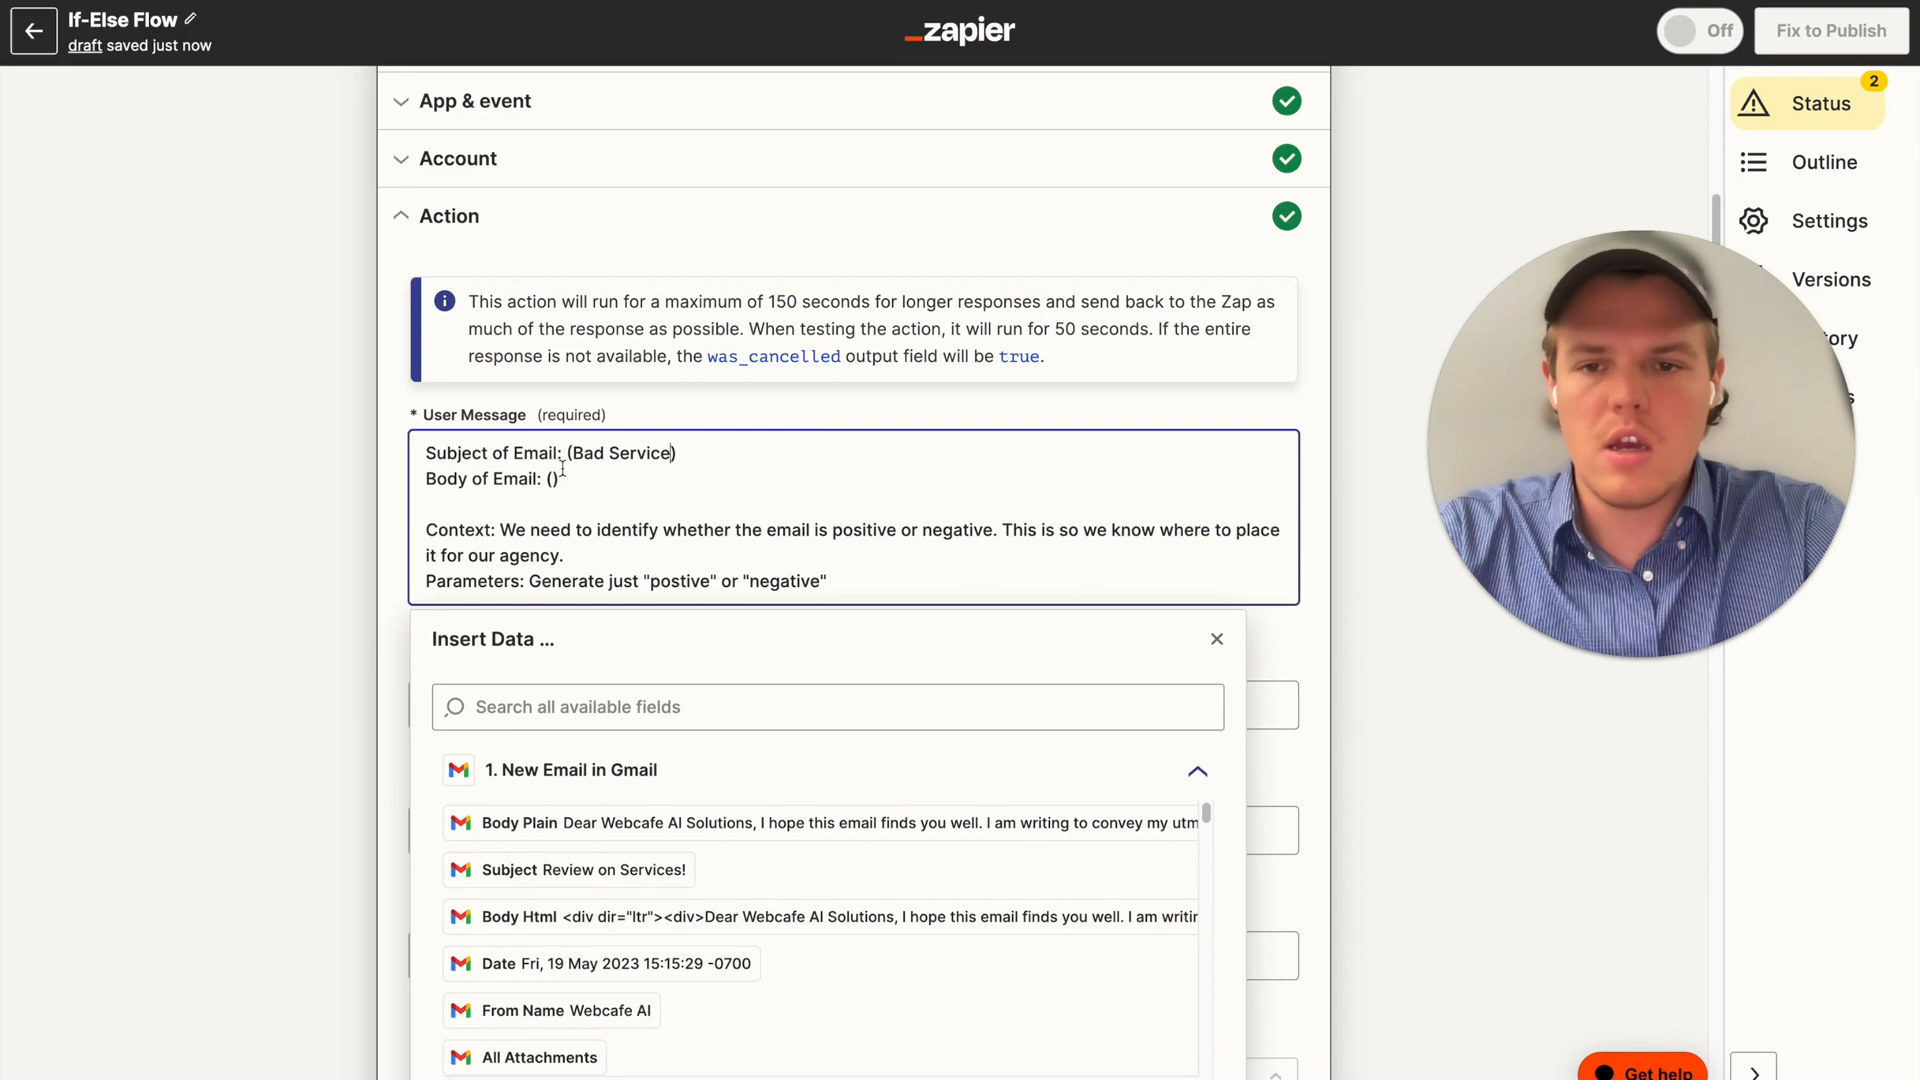 If-Else Flow
draft saved just now
zapier
Off
Fix to Publish
App & event
Account
Action
This action will run for a maximum of 150 seconds for longer responses and send back to the Zap as
much of the response as possible. When testing the action, it will run for 50 seconds. If the entire
response is not available, the was_cancelled output field will be true.
* User Message (required)
Subject of Email: (Bad Service)
Body of Email: ()
Context: We need to identify whether the email is positive or negative. This is so we know where to place
it for our agency.
Parameters: Generate just "postive" or "negative"
Insert Data ...
Search all available fields
1. New Email in Gmail
Body Plain Dear Webcafe AI Solutions, I hope this email finds you well. I am writing to convey my utm
Subject Review on Services!
Body Html <div dir="ltr"><div>Dear Webcafe AI Solutions, I hope this email finds you well. I am writin
Date Fri, 19 May 2023 15:15:29 -0700
From Name Webcafe AI
All Attachments
2
Status
Outline
Settings
Versions
Get help